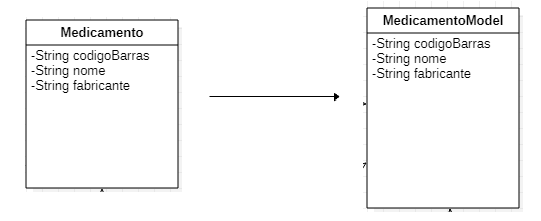 Medicamento
-String codigoBarras
-String nome
-String fabricante
MedicamentoModel
-String codigoBarras
-String nome
-String fabricante